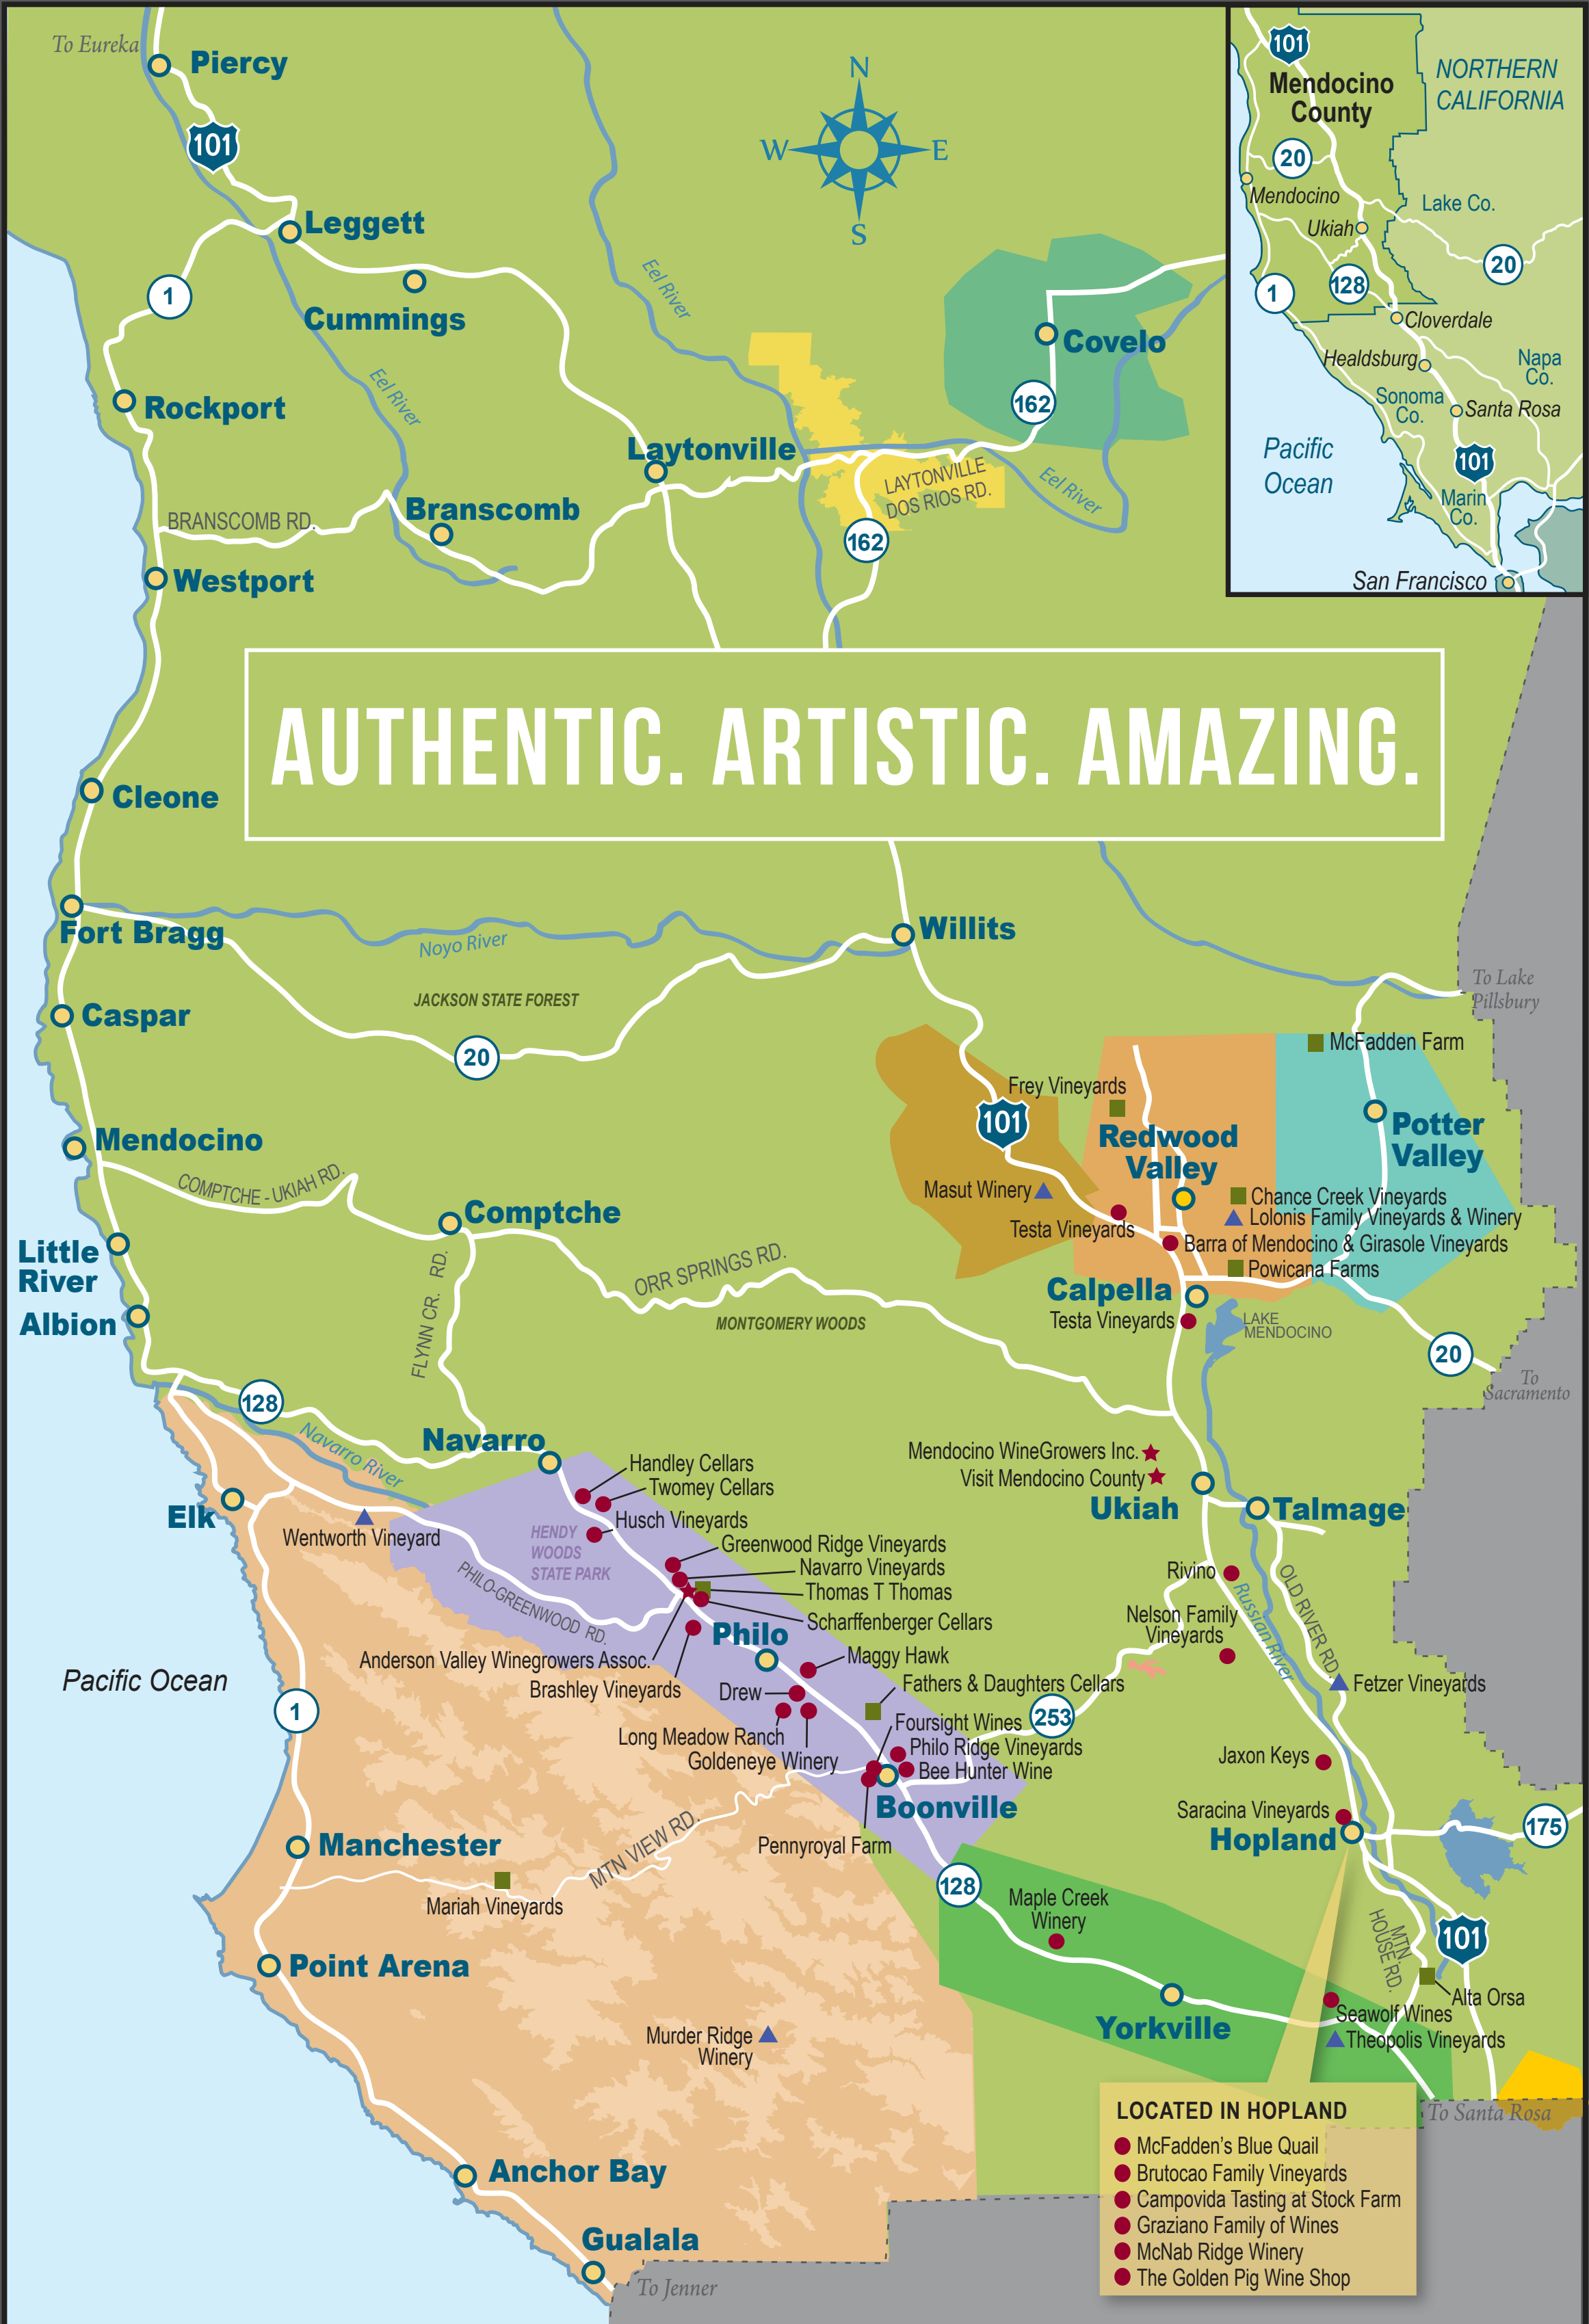 To Eureka
Piercy
101
Leggett
1
Cummings
Rockport
Eel River
Eel River
N
W
E
S
Covelo
162
Laytonville
LAYTONVILLE
DOS RIOS RD.
Eel River
162
BRANSCOMB RD.
Branscomb
Westport
101
Mendocino
County
NORTHERN
CALIFORNIA
20
Mendocino
Lake Co.
Ukiah
20
1
128
Cloverdale
Healdsburg
Napa
Co.
Sonoma
Co.
Santa Rosa
Pacific
Ocean
101
Marin
Co.
San Francisco
AUTHENTIC. ARTISTIC. AMAZING.
Cleone
Fort Bragg
Noyo River
Willits
JACKSON STATE FOREST
Caspar
20
To Lake
Pillsbury
McFadden Farm
Frey Vineyards
101
Redwood
Valley
Potter
Valley
Mendocino
COMPTCHE - UKIAH RD.
Masut Winery
Chance Creek Vineyards
Lolonis Family Vineyards & Winery
Testa Vineyards
Barra of Mendocino & Girasole Vineyards
Powicana Farms
Comptche
Little
River
Albion
FLYNN CR. RD.
ORR SPRINGS RD.
MONTGOMERY WOODS
Calpella
Testa Vineyards
LAKE
MENDOCINO
20
To
Sacramento
128
Navarro River
Navarro
Handley Cellars
Twomey Cellars
Husch Vineyards
Mendocino WineGrowers Inc.
Visit Mendocino County
Ukiah
Talmage
Elk
Wentworth Vineyard
HENDY
WOODS
STATE PARK
PHILO-GREENWOOD RD.
Greenwood Ridge Vineyards
Navarro Vineyards
Thomas T Thomas
Scharffenberger Cellars
Philo
Anderson Valley Winegrowers Assoc.
Brashley Vineyards
Maggy Hawk
Drew
Fathers & Daughters Cellars
Long Meadow Ranch
Goldeneye Winery
Foursight Wines
Philo Ridge Vineyards
Bee Hunter Wine
Boonville
Pennyroyal Farm
Rivino
Russian River
OLD RIVER RD.
Nelson Family
Vineyards
253
Fetzer Vineyards
Jaxon Keys
Saracina Vineyards
Hopland
175
Pacific Ocean
1
Manchester
MTN VIEW RD.
Mariah Vineyards
128
Maple Creek
Winery
Point Arena
101
MTN.
HOUSE RD.
Alta Orsa
Seawolf Wines
Yorkville
Theopolis Vineyards
Murder Ridge
Winery
To Santa Rosa
Anchor Bay
Gualala
To Jenner
LOCATED IN HOPLAND
McFadden's Blue Quail
Brutocao Family Vineyards
Campovida Tasting at Stock Farm
Graziano Family of Wines
McNab Ridge Winery
The Golden Pig Wine Shop